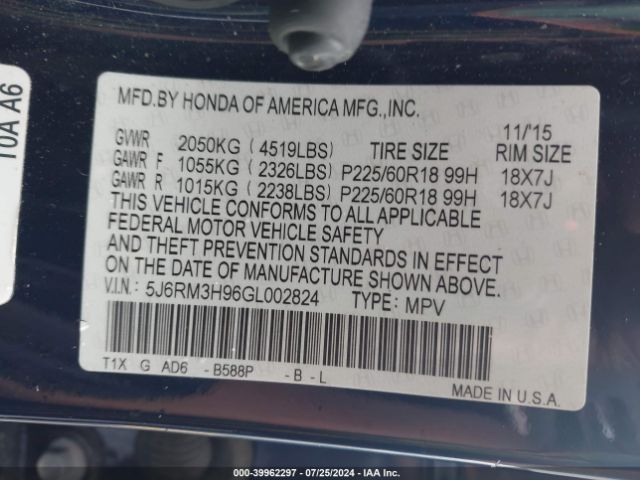 10A A6
MFD.BY HONDA OF AMERICA MFG.,INC.
11/'15
GVWR 2050KG (4519LBS) TIRE SIZE RIM SIZE
GAWR F 1055KG (2326LBS) P225/60R18 99H 18X7J
GAWR R 1015KG (2238LBS) P225/60R18 99H 18X7J
THIS VEHICLE CONFORMS TO ALL APPLICABLE
FEDERAL MOTOR VEHICLE SAFETY
AND THEFT PREVENTION STANDARDS IN EFFECT
ON THE DATE OF MANUFACTURE SHOWN ABOVE.
V.I.N.: 5J6RM3H96GL002824 TYPE: MPV
T1X G AD6 -B588P -B -L
MADE IN U.S.A.
000-39962297 - 07/25/2024 - IAA Inc.